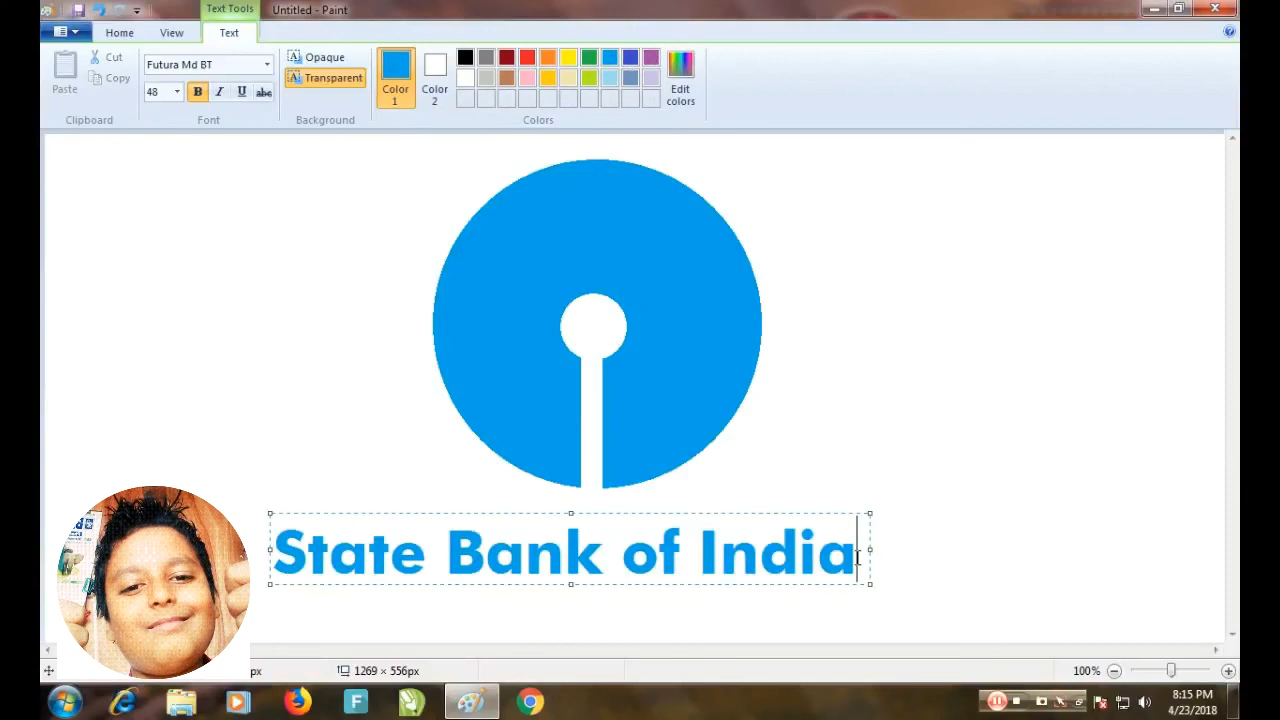 Text Tools
Untitled - Paint
Home
View
Text
Paste
Cut
Copy
Clipboard
Futura Md BT
48
B I U abc
Font
Opaque
Transparent
Background
Color 1
Color 2
Edit colors
Colors
State Bank of India
px
1269 × 556px
100%
F
8:15 PM
4/23/2018